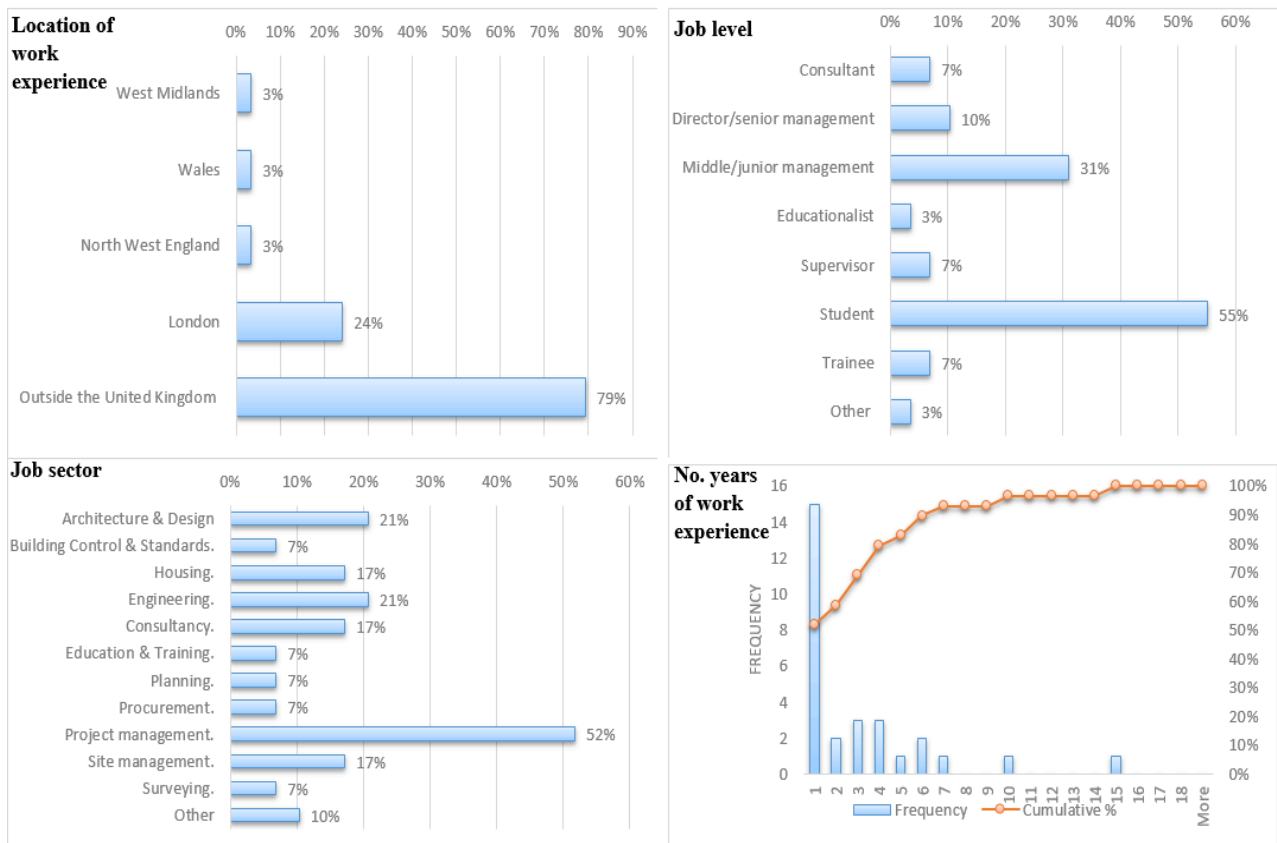 Location of
work
experience
0% 10% 20% 30% 40% 50% 60% 70% 80% 90%
West Midlands 3%
Wales 3%
North West England 3%
London 24%
Outside the United Kingdom 79%
Job level
0% 10% 20% 30% 40% 50% 60%
Consultant 7%
Director/senior management 10%
Middle/junior management 31%
Educationalist 3%
Supervisor 7%
Student 55%
Trainee 7%
Other 3%
Job sector
0% 10% 20% 30% 40% 50% 60%
Architecture & Design 21%
Building Control & Standards. 7%
Housing. 17%
Engineering. 21%
Consultancy. 17%
Education & Training. 7%
Planning. 7%
Procurement. 7%
Project management. 52%
Site management. 17%
Surveying. 7%
Other 10%
No. years
of work
experience
FREQUENCY
16 100%
14 90%
12 80%
10 70%
8 60%
6 50%
4 40%
2 30%
0 20%
10%
0%
1 2 3 4 5 6 7 8 9 10 11 12 13 14 15 16 17 18 More
Frequency Cumulative %